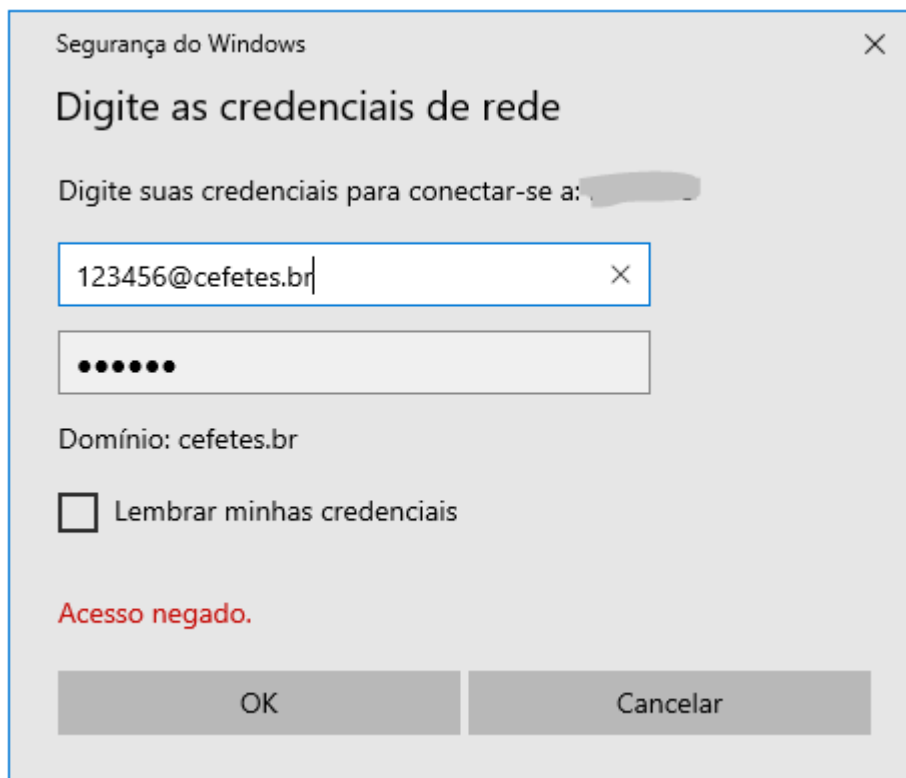 Segurança do Windows
Digite as credenciais de rede
Digite suas credenciais para conectar-se a:
123456@cefetes.br
●●●●●●
Domínio: cefetes.br
Lembrar minhas credenciais
Acesso negado.
OK
Cancelar